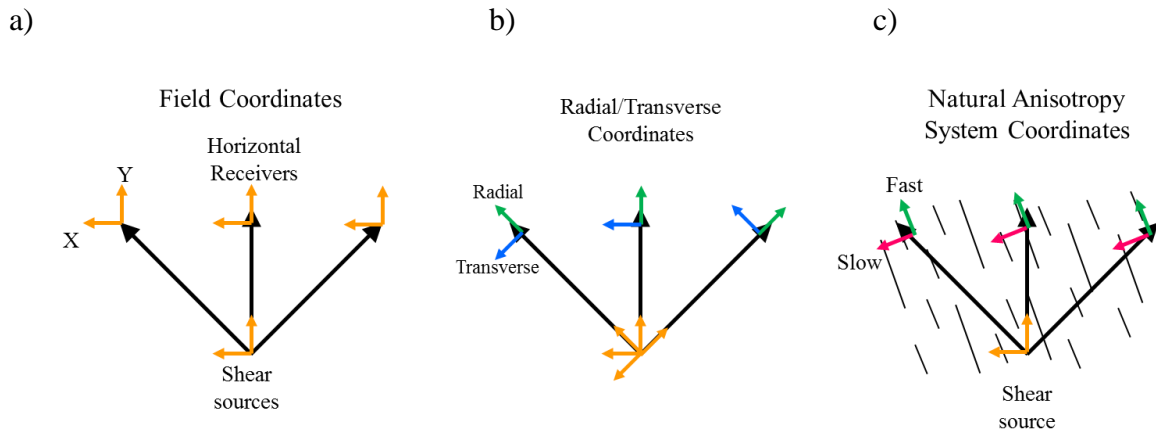 a)
Field Coordinates
Horizontal
Receivers
Y
X
Shear
sources
b)
Radial/Transverse
Coordinates
Radial
Transverse
c)
Natural Anisotropy
System Coordinates
Fast
Slow
Shear
source